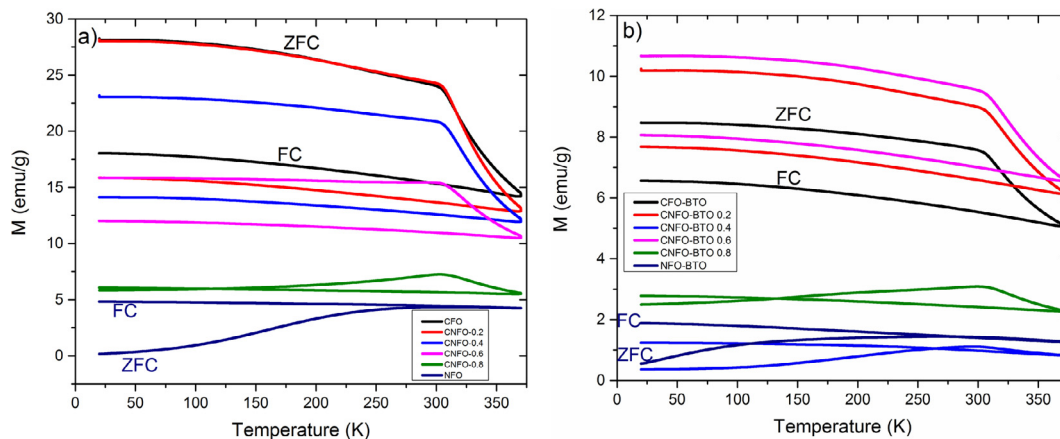 a)
ZFC
FC
FC
ZFC
CFO
CNFO-0.2
CNFO-0.4
CNFO-0.6
CNFO-0.8
NFO
30
25
20
15
10
5
0
M (emu/g)
0 50 100 150 200 250 300 350
Temperature (K)
b)
ZFC
FC
FC
ZFC
CFO-BTO
CNFO-BTO 0.2
CNFO-BTO 0.4
CNFO-BTO 0.6
CNFO-BTO 0.8
NFO-BTO
12
10
8
6
4
2
0
M (emu/g)
0 50 100 150 200 250 300 350
Temperature (K)